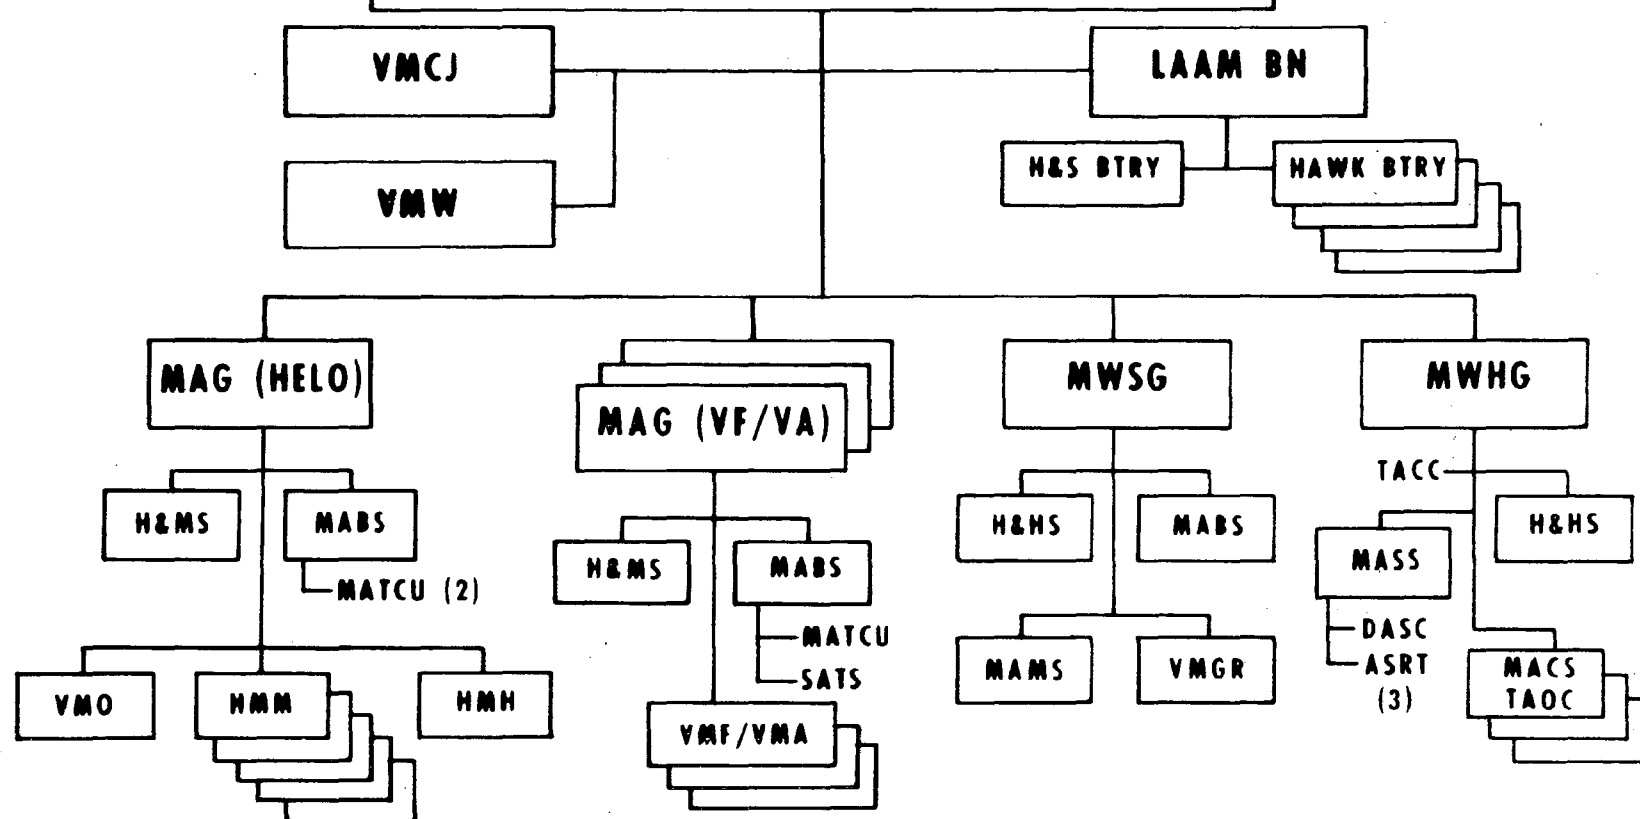 VMCJ
LAAM BN
H&S BTRY
HAWK BTRY
VMW
MAG (HELO)
MAG (VF/VA)
MWSG
MWHG
TACC
H&MS
MABS
MATCU (2)
H&MS
MABS
MATCU
SATS
H&HS
MABS
H&HS
MASS
DASC
ASRT
(3)
VMO
HMM
HMH
VMF/VMA
MAMS
VMGR
MACS
TAOC